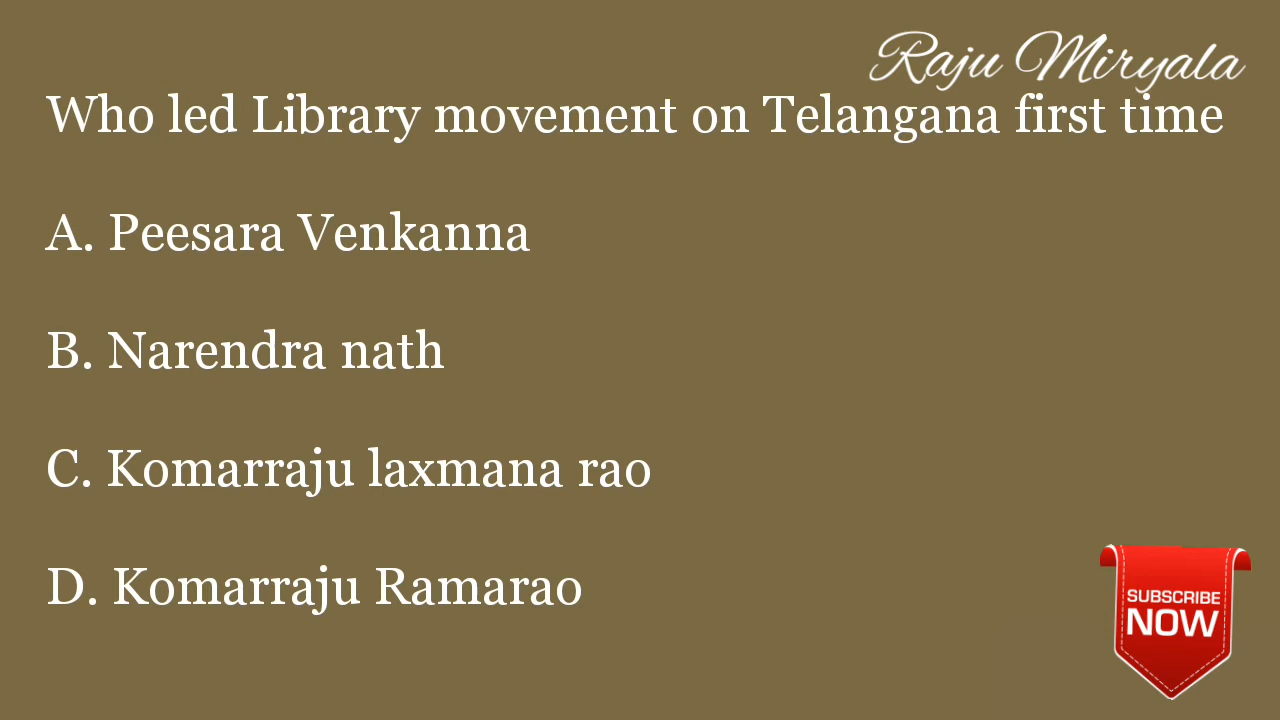 Raju Miryala
Who led Library movement on Telangana first time
A. Peesara Venkanna
B. Narendra nath
C. Komarraju laxmana rao
D. Komarraju Ramarao
SUBSCRIBE
NOW